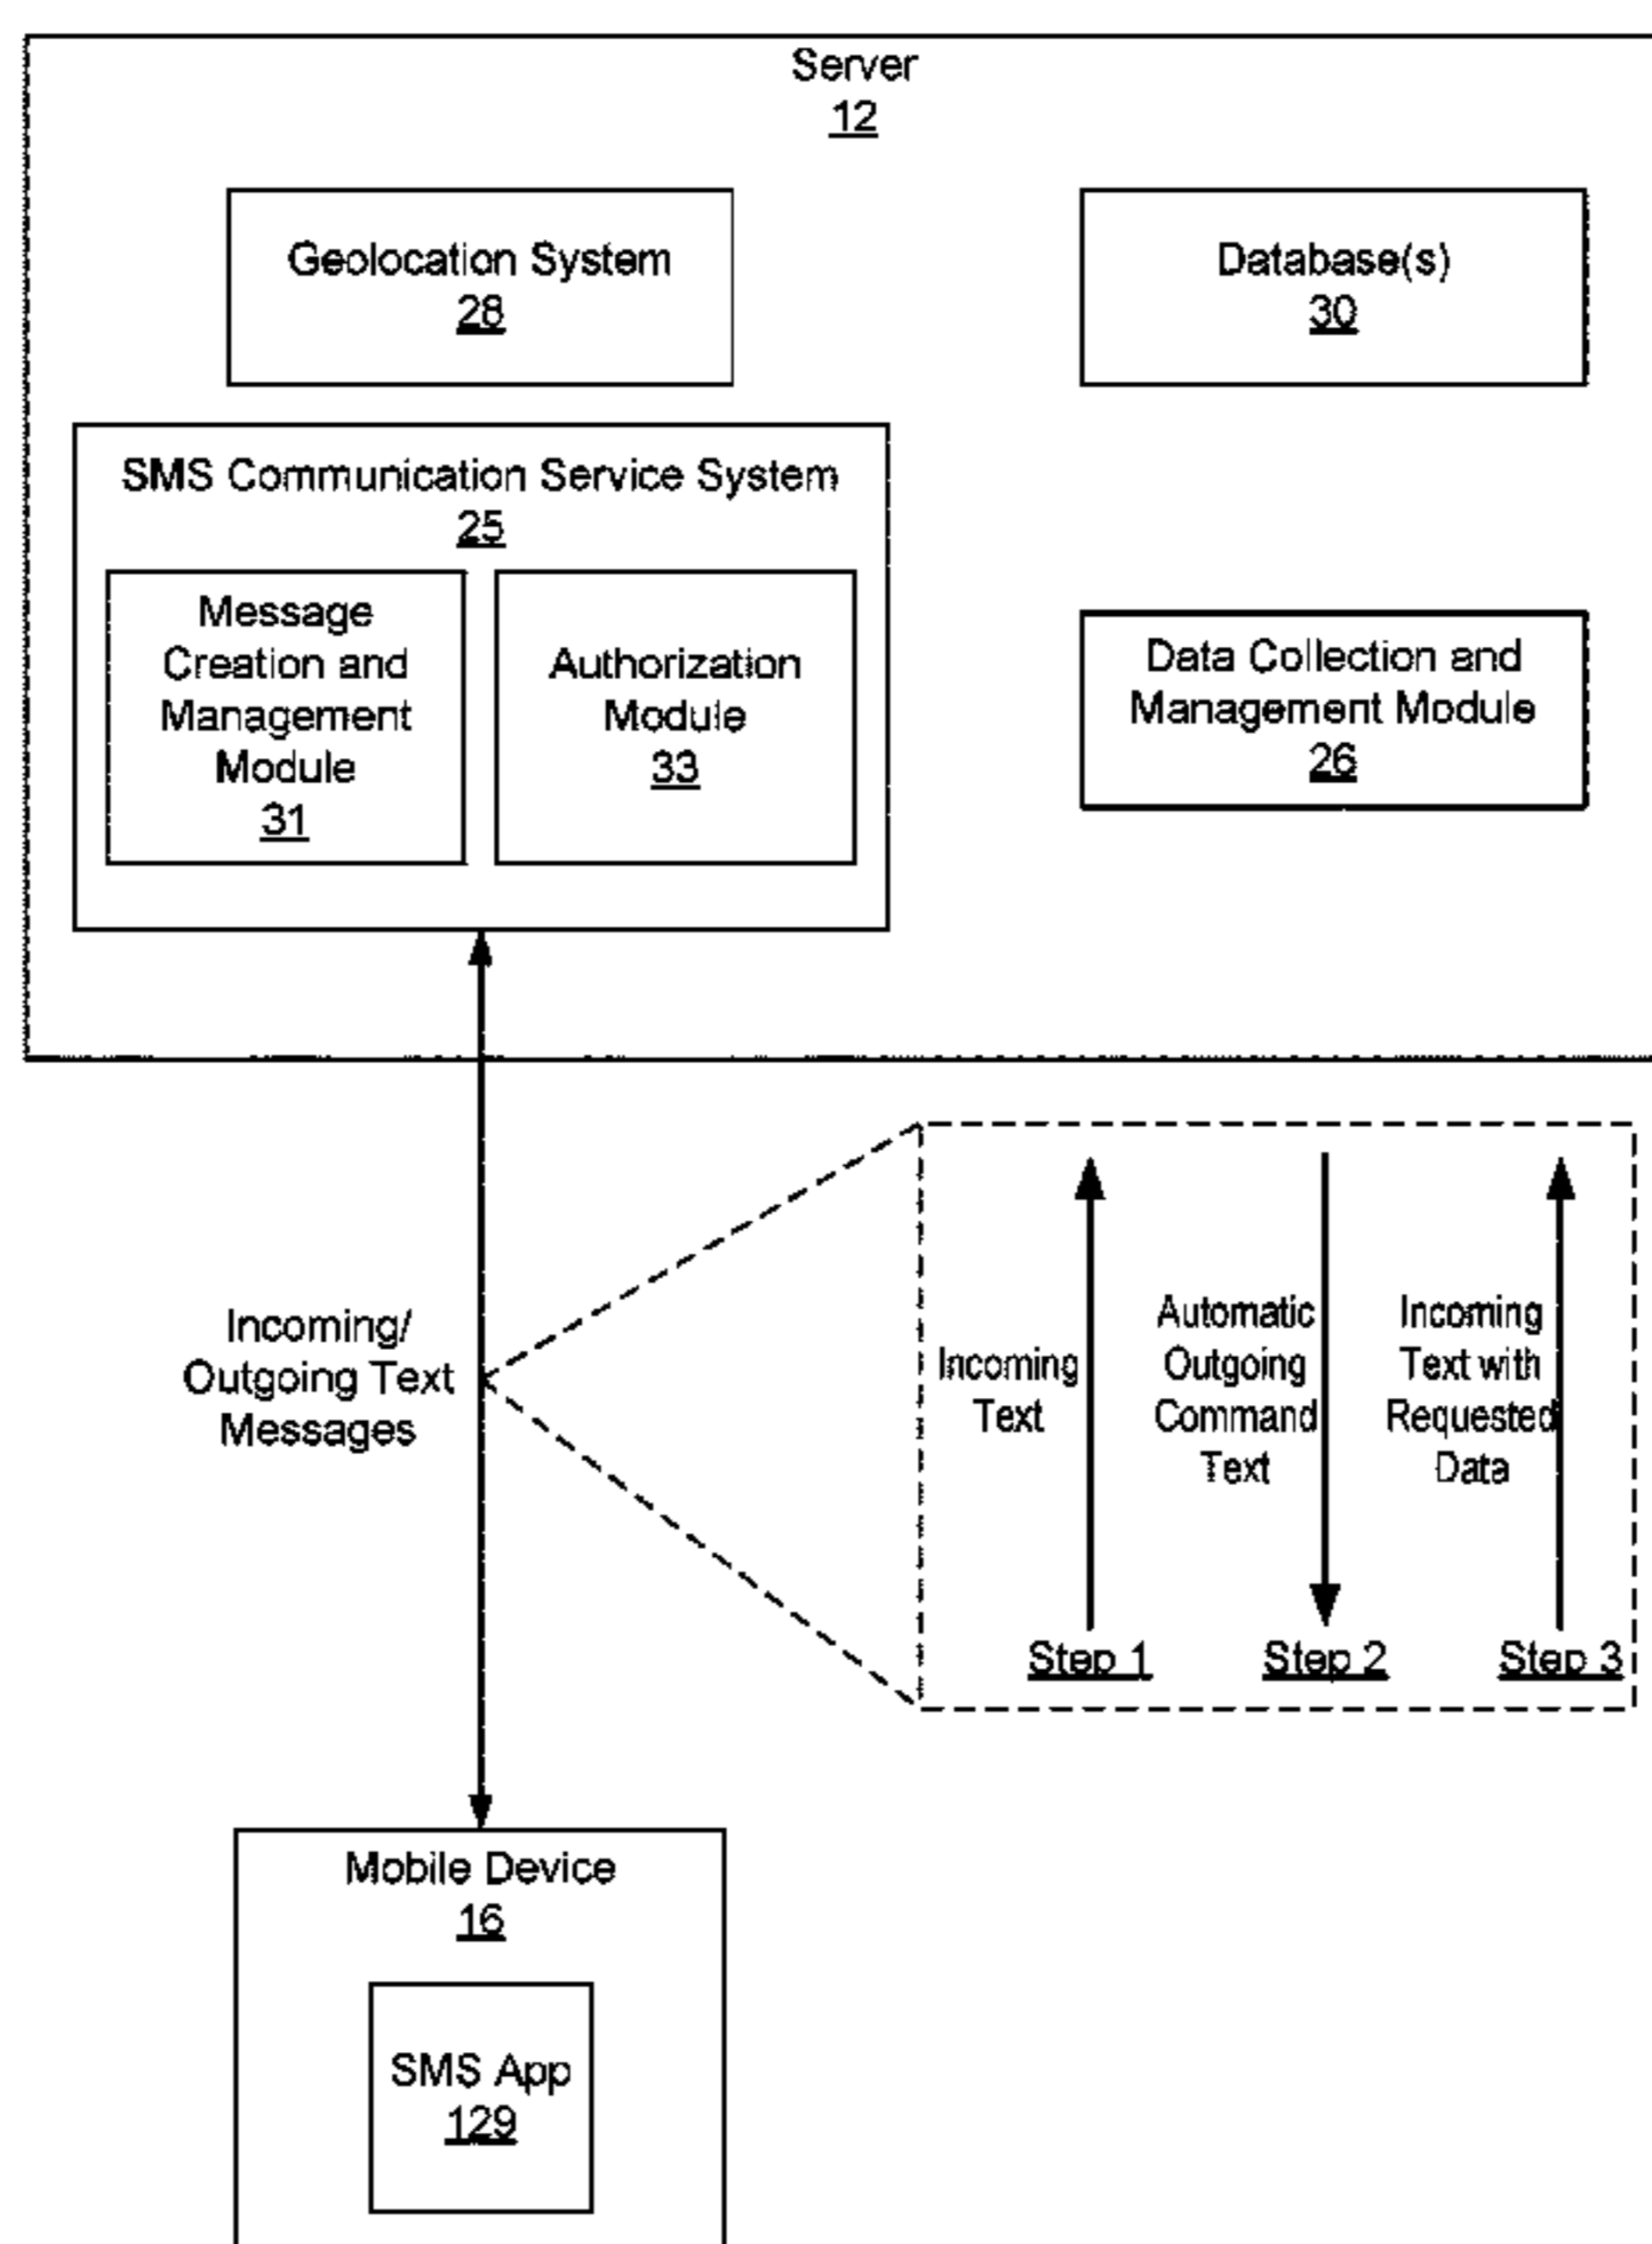 Server
12
Geolocation System
28
Database(s)
30
SMS Communication Service System
25
Message
Creation and
Management
Module
31
Authorization
Module
33
Data Collection and
Management Module
26
Incoming/
Outgoing Text
Messages
Incoming
Text
Automatic
Outgoing
Command
Text
Incoming
Text with
Requested
Data
Step 1
Step 2
Step 3
Mobile Device
16
SMS App
129